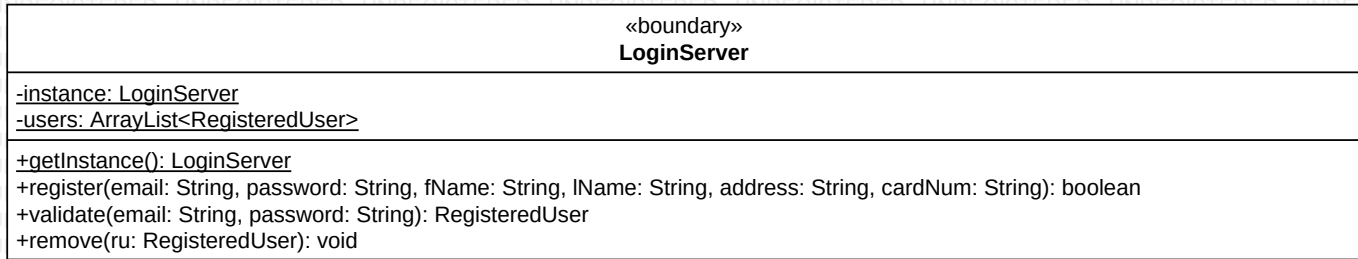 «boundary»
LoginServer
-instance: LoginServer
-users: ArrayList<RegisteredUser>
+getInstance(): LoginServer
+register(email: String, password: String, fName: String, lName: String, address: String, cardNum: String): boolean
+validate(email: String, password: String): RegisteredUser
+remove(ru: RegisteredUser): void